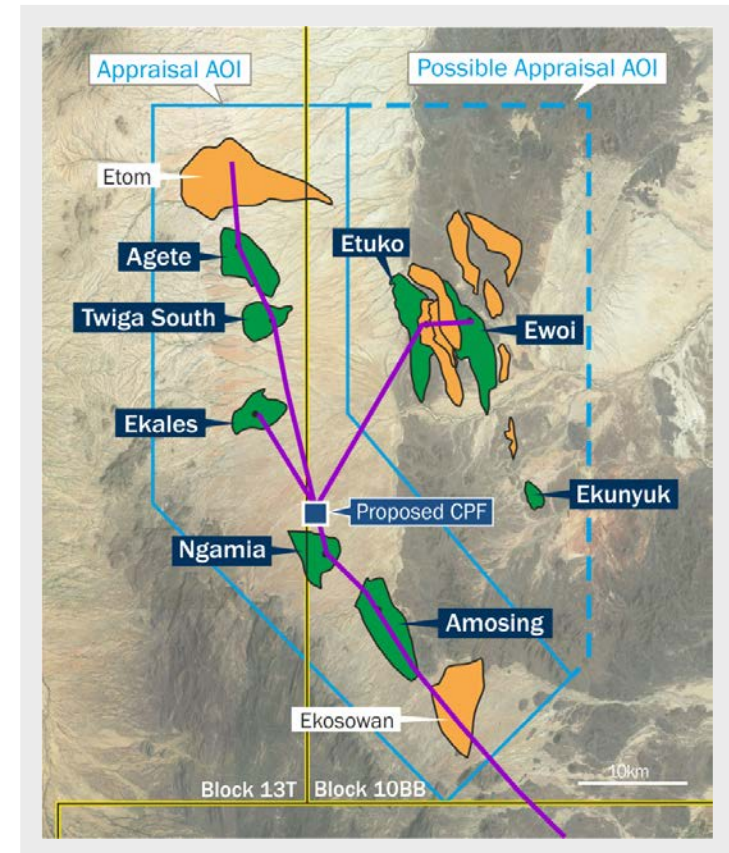 Appraisal AOI
Possible Appraisal AOI
Etom
Etuko
Agete
Twiga South
Ewoi
Ekales
Ekunyuk
Proposed CPF
Ngamia
Amosing
Ekosowan
10km
Block 13T
Block 10BB